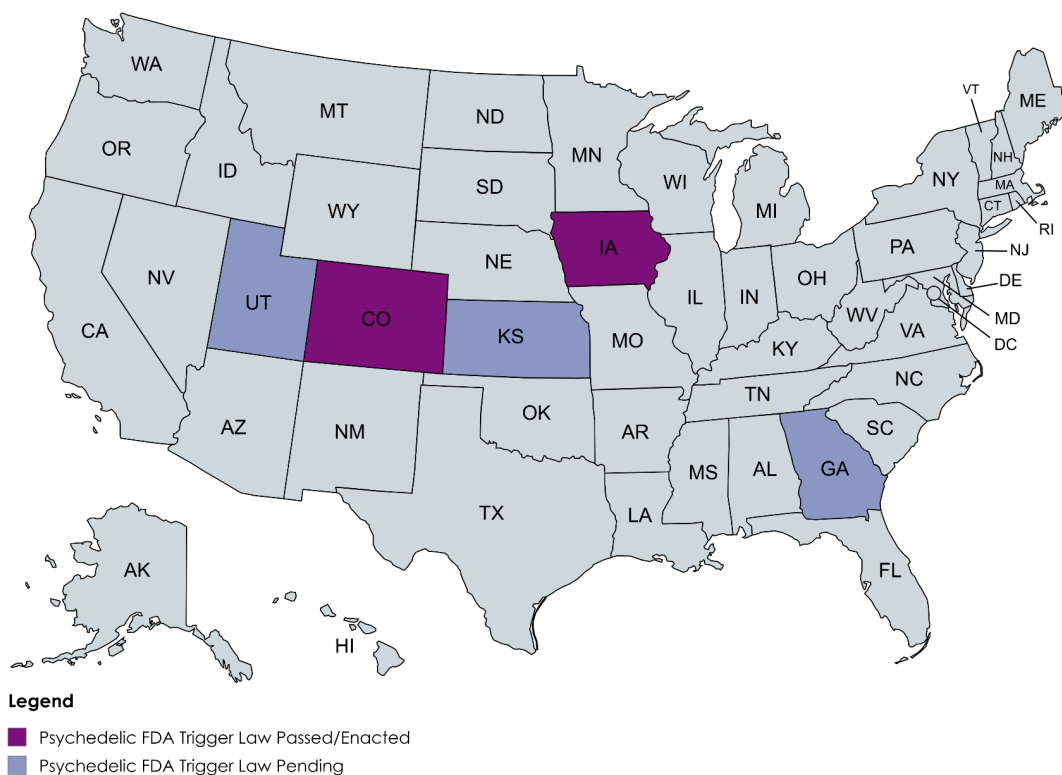 WA
MT
ND
MN
VT
ME
OR
ID
SD
WI
NY
NH
MA
CT
RI
WY
MI
NV
UT
CO
NE
IA
IL
IN
OH
PA
NJ
DE
MD
DC
CA
KS
MO
KY
WV
VA
AZ
NM
OK
AR
TN
NC
SC
TX
LA
MS
AL
GA
FL
AK
HI
Legend
Psychedelic FDA Trigger Law Passed/Enacted
Psychedelic FDA Trigger Law Pending